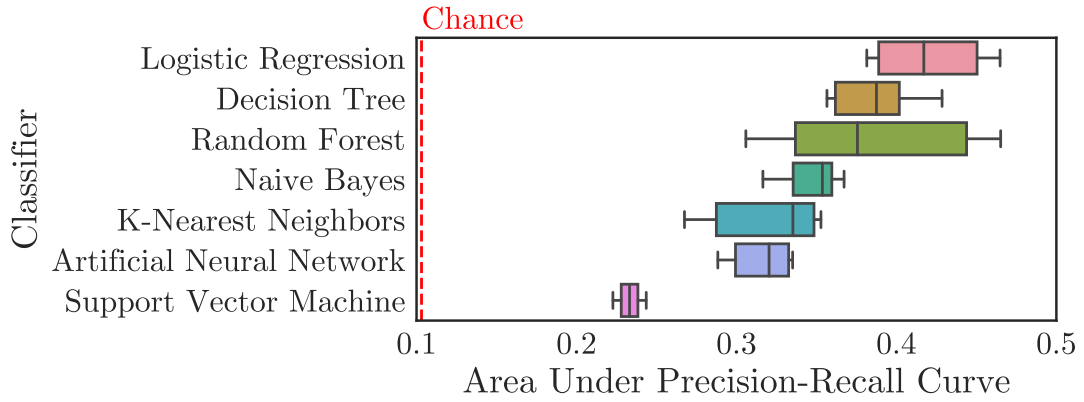 Chance
Classifier
Logistic Regression
Decision Tree
Random Forest
Naive Bayes
K-Nearest Neighbors
Artificial Neural Network
Support Vector Machine
0.1 0.2 0.3 0.4 0.5
Area Under Precision-Recall Curve